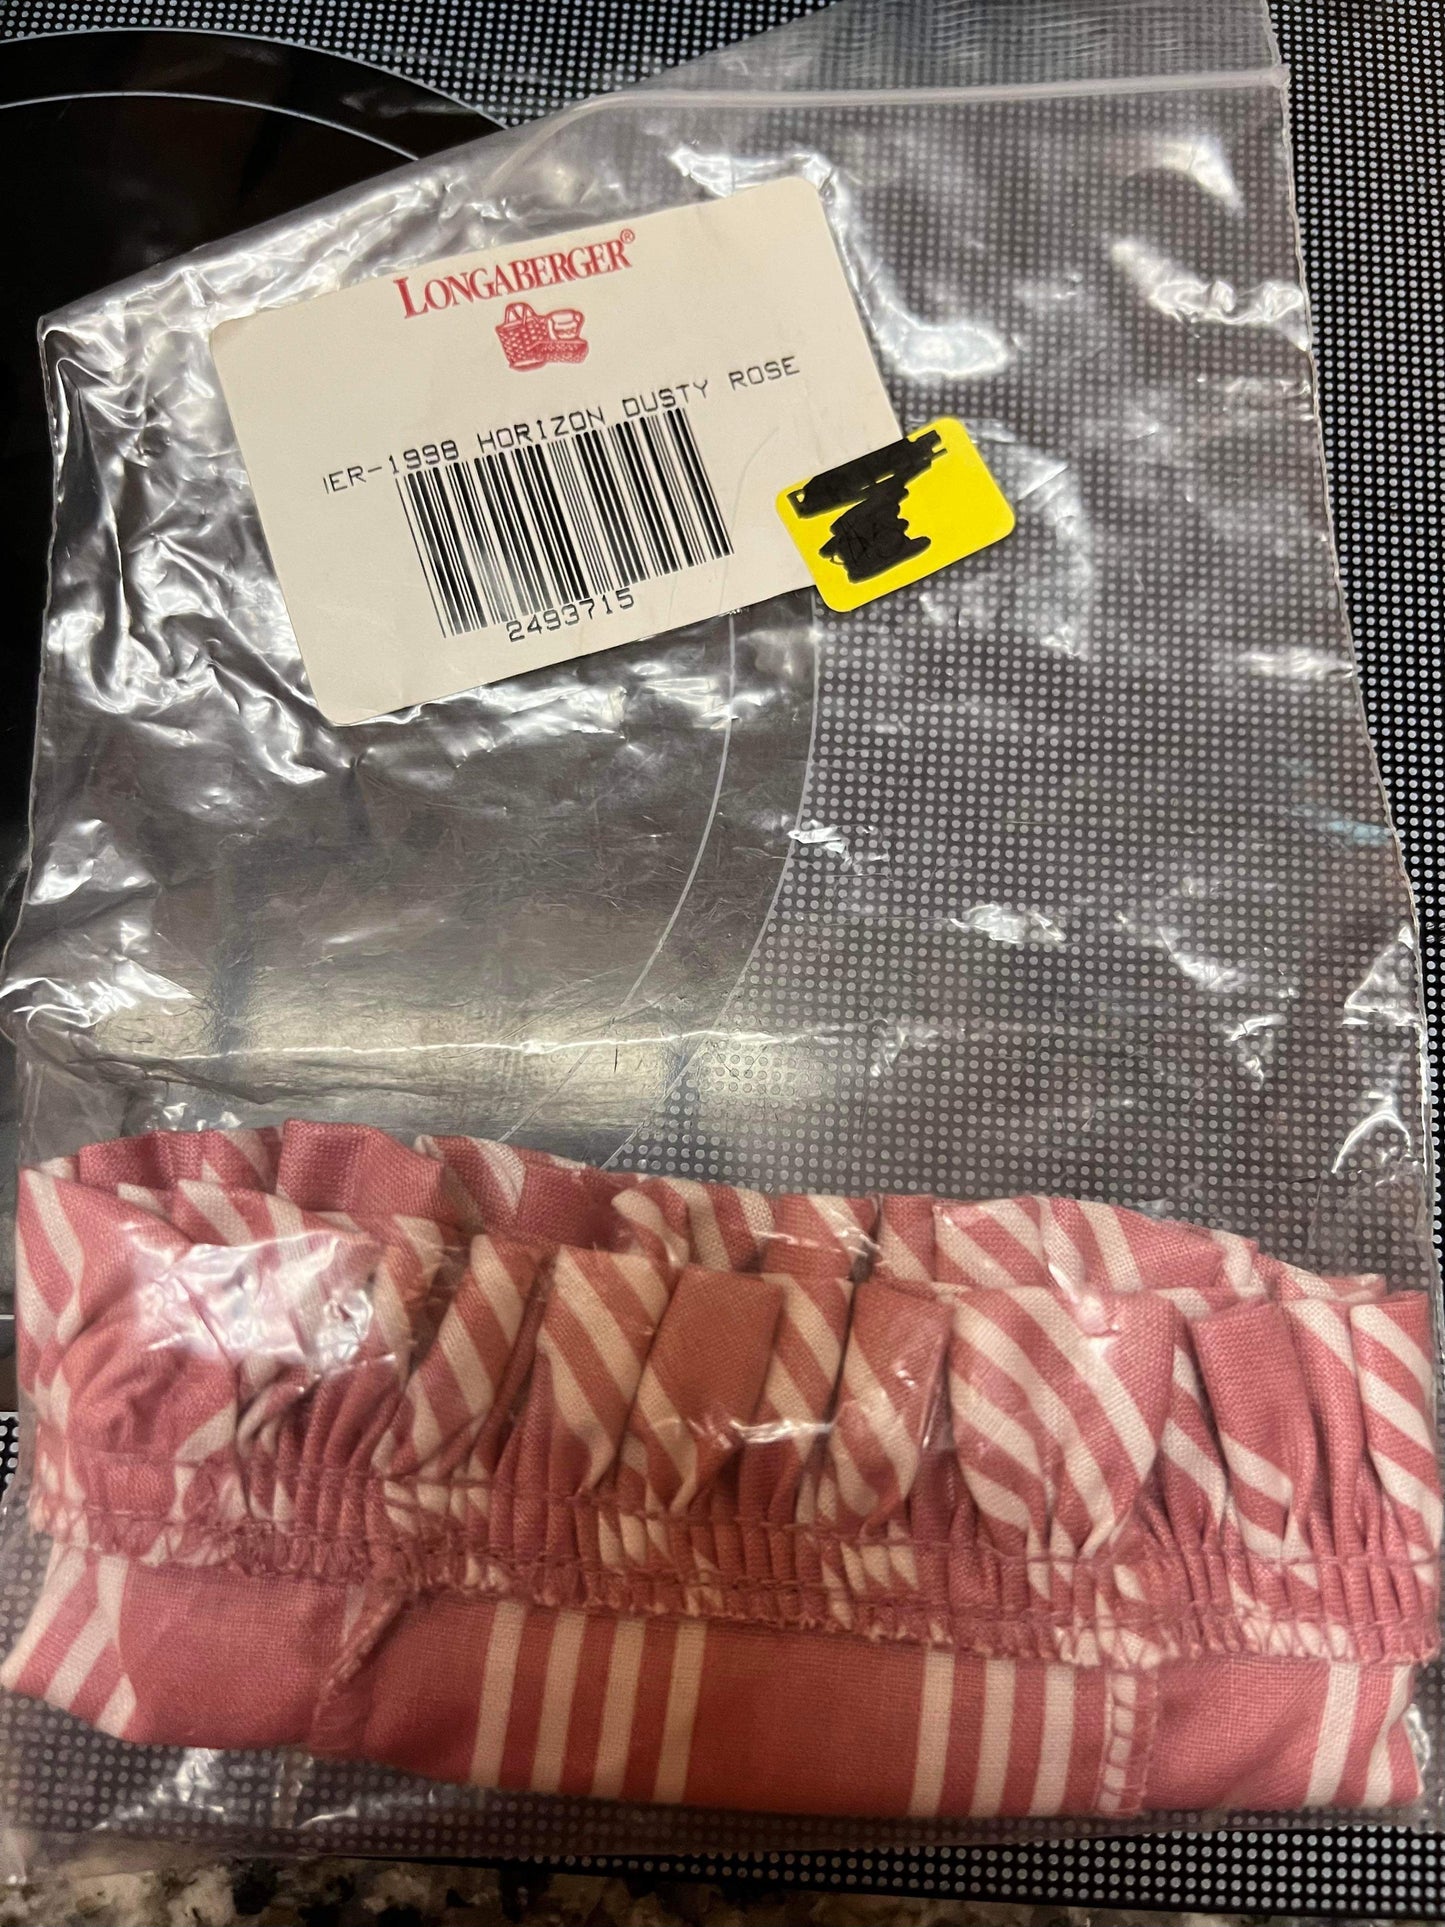 LONGABERGER®
IER-1998 HORIZON DUSTY ROSE
2493715